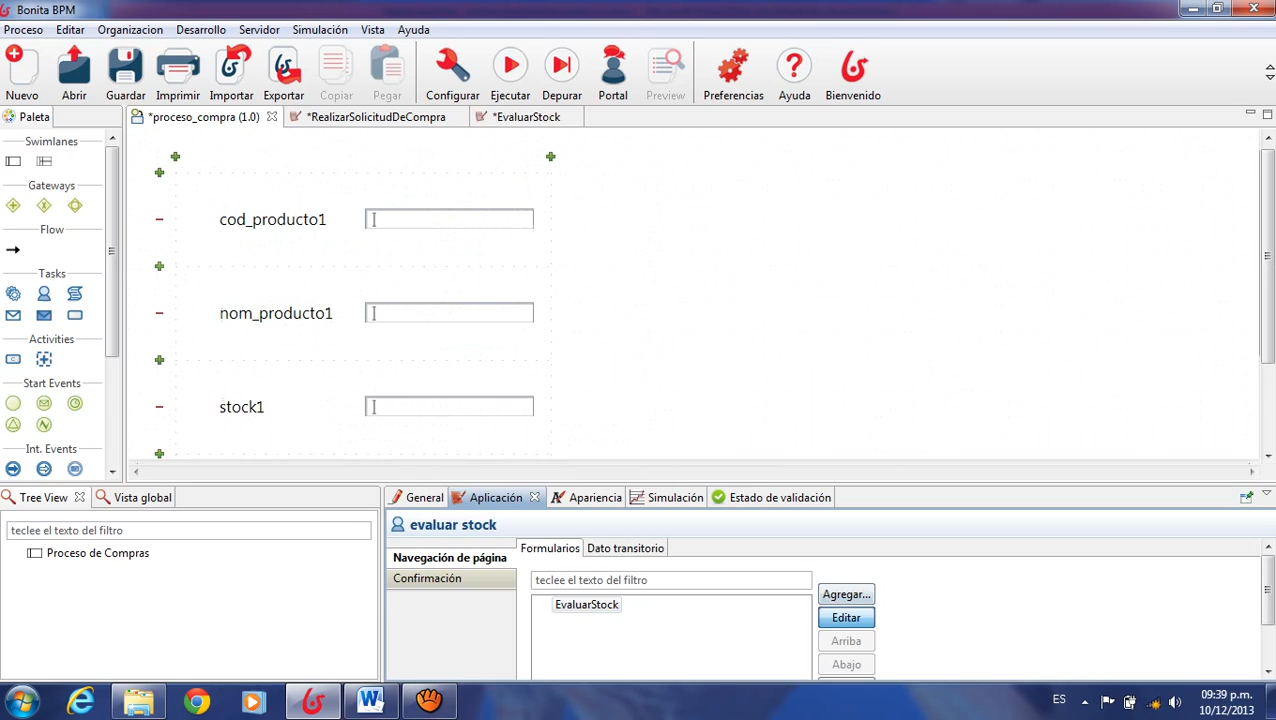 Bonita BPM
Proceso Editar Organizacion Desarrollo Servidor Simulación Vista Ayuda
Nuevo Abrir Guardar Imprimir Importar Exportar Copiar Pegar Configurar Ejecutar Depurar Portal Preview Preferencias Ayuda Bienvenido
Paleta *proceso_compra (1.0) *RealizarSolicitudDeCompra *EvaluarStock
Swimlanes
Gateways
Flow
Tasks
Activities
Start Events
Int. Events
cod_producto1
nom_producto1
stock1
Tree View Vista global
teclee el texto del filtro
Proceso de Compras
General Aplicación Apariencia Simulación Estado de validación
evaluar stock
Navegación de página
Confirmación
Formularios Dato transitorio
teclee el texto del filtro
EvaluarStock
Agregar...
Editar
Arriba
Abajo
ES 09:39 p.m.
10/12/2013